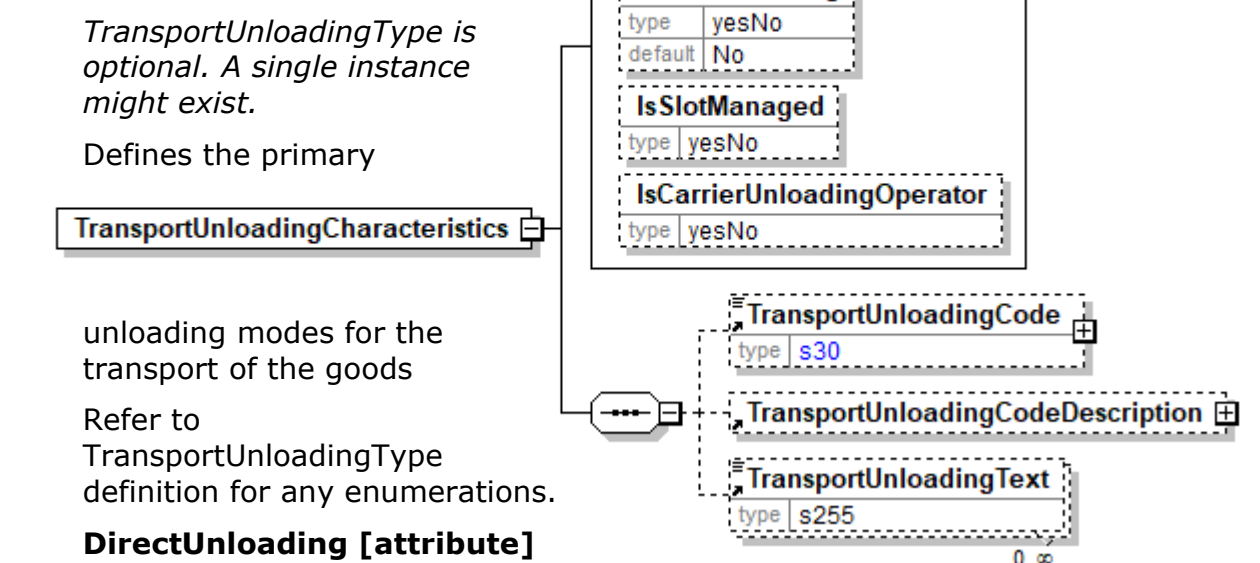 TransportUnloadingType is
optional. A single instance
might exist.
Defines the primary
TransportUnloadingCharacteristics
unloading modes for the
transport of the goods
Refer to
TransportUnloadingType
definition for any enumerations.
DirectUnloading [attribute]
type yesNo
default No
IsSlotManaged
type yesNo
IsCarrierUnloadingOperator
type yesNo
TransportUnloadingCode
type s30
TransportUnloadingCodeDescription
TransportUnloadingText
type s255